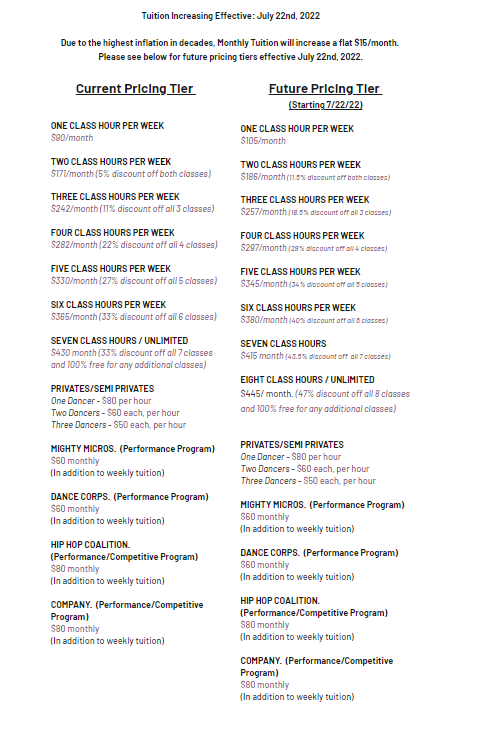 Tuition Increasing Effective: July 22nd, 2022
Due to the highest inflation in decades, Monthly Tuition will increase a flat $15/month.
Please see below for future pricing tiers effective July 22nd, 2022.
Current Pricing Tier
ONE CLASS HOUR PER WEEK
$90/month
TWO CLASS HOURS PER WEEK
$171/month (5% discount off both classes)
THREE CLASS HOURS PER WEEK
$242/month (11% discount off all 3 classes)
FOUR CLASS HOURS PER WEEK
$282/month (22% discount off all 4 classes)
FIVE CLASS HOURS PER WEEK
$330/month (27% discount off all 5 classes)
SIX CLASS HOURS PER WEEK
$365/month (33% discount off all 6 classes)
SEVEN CLASS HOURS / UNLIMITED
$430 month (33% discount off all 7 classes
and 100% free for any additional classes)
PRIVATES/SEMI PRIVATES
One Dancer - $80 per hour
Two Dancers - $60 each, per hour
Three Dancers - $50 each, per hour
MIGHTY MICROS. (Performance Program)
$60 monthly
(In addition to weekly tuition)
DANCE CORPS. (Performance Program)
$60 monthly
(In addition to weekly tuition)
HIP HOP COALITION.
(Performance/Competitive Program)
$80 monthly
(In addition to weekly tuition)
COMPANY. (Performance/Competitive
Program)
$80 monthly
(In addition to weekly tuition)
Future Pricing Tier
(Starting 7/22/22)
ONE CLASS HOUR PER WEEK
$105/month
TWO CLASS HOURS PER WEEK
$186/month (11.5% discount off both classes)
THREE CLASS HOURS PER WEEK
$257/month (18.5% discount off all 3 classes)
FOUR CLASS HOURS PER WEEK
$297/month (29% discount off all 4 classes)
FIVE CLASS HOURS PER WEEK
$345/month (34% discount off all 5 classes)
SIX CLASS HOURS PER WEEK
$380/month (40% discount off all 6 classes)
SEVEN CLASS HOURS
$415 month (43.5% discount off all 7 classes)
EIGHT CLASS HOURS / UNLIMITED
$445/ month. (47% discount off all 8 classes
and 100% free for any additional classes)
PRIVATES/SEMI PRIVATES
One Dancer - $80 per hour
Two Dancers - $60 each, per hour
Three Dancers - $50 each, per hour
MIGHTY MICROS. (Performance Program)
$60 monthly
(In addition to weekly tuition)
DANCE CORPS. (Performance Program)
$60 monthly
(In addition to weekly tuition)
HIP HOP COALITION.
(Performance/Competitive Program)
$80 monthly
(In addition to weekly tuition)
COMPANY. (Performance/Competitive
Program)
$80 monthly
(In addition to weekly tuition)